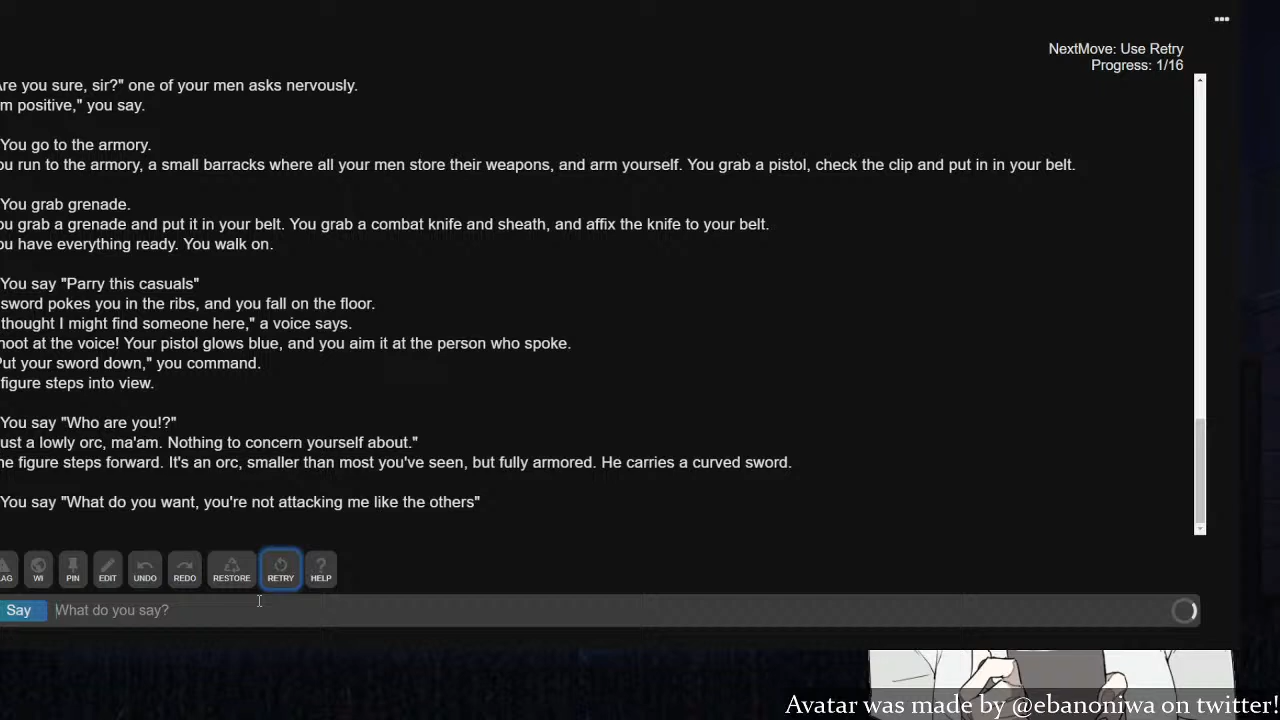 NextMove: Use Retry
Progress: 1/16
re you sure, sir?" one of your men asks nervously.
m positive," you say.
You go to the armory.
ou run to the armory, a small barracks where all your men store their weapons, and arm yourself. You grab a pistol, check the clip and put in in your belt.
You grab grenade.
ou grab a grenade and put it in your belt. You grab a combat knife and sheath, and affix the knife to your belt.
ou have everything ready. You walk on.
You say "Parry this casuals"
sword pokes you in the ribs, and you fall on the floor.
thought I might find someone here," a voice says.
hoot at the voice! Your pistol glows blue, and you aim it at the person who spoke.
Put your sword down," you command.
figure steps into view.
You say "Who are you!?"
ust a lowly orc, ma'am. Nothing to concern yourself about."
he figure steps forward. It's an orc, smaller than most you've seen, but fully armored. He carries a curved sword.
You say "What do you want, you're not attacking me like the others"
AG WI PIN EDIT UNDO REDO RESTORE RETRY HELP
Say What do you say?
Avatar was made by @ebanoniwa on twitter!